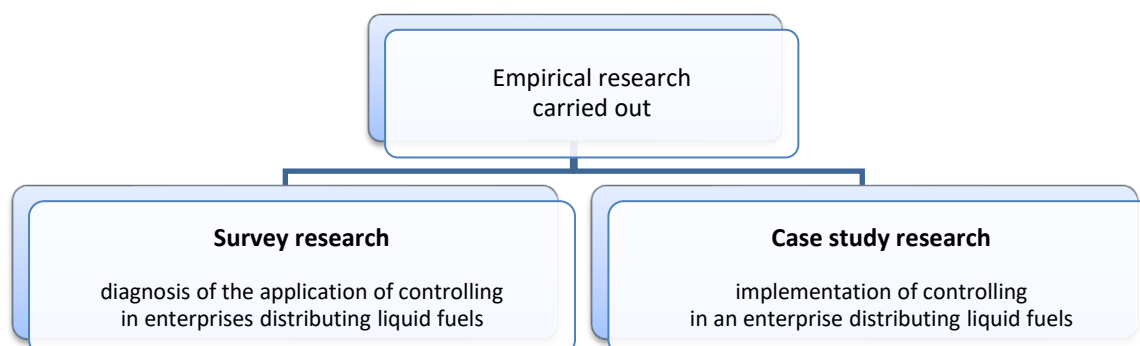 Empirical research
carried out
Survey research
diagnosis of the application of controlling
in enterprises distributing liquid fuels
Case study research
implementation of controlling
in an enterprise distributing liquid fuels